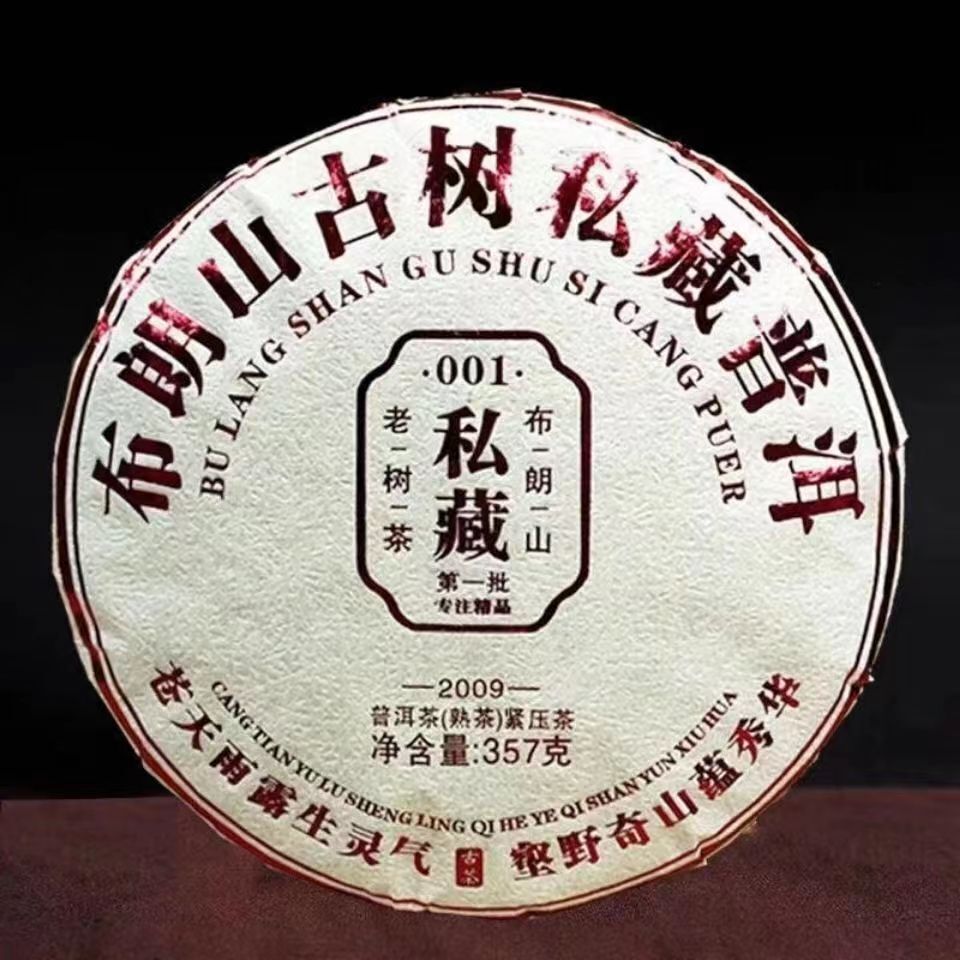 布朗山古树私藏普洱
BU LANG SHAN GU SHU SI CANG PU ER
·001·
布-朗-山
私藏
老-树-茶
第一批
专注精品
—2009—
普洱茶(熟茶)紧压茶
净含量:357克
CANG TIAN YU LU SHENG LING QI HE YE QI SHAN YUN XIU HUA
苍天雨露生灵气
古茶
壑野奇山蕴秀华